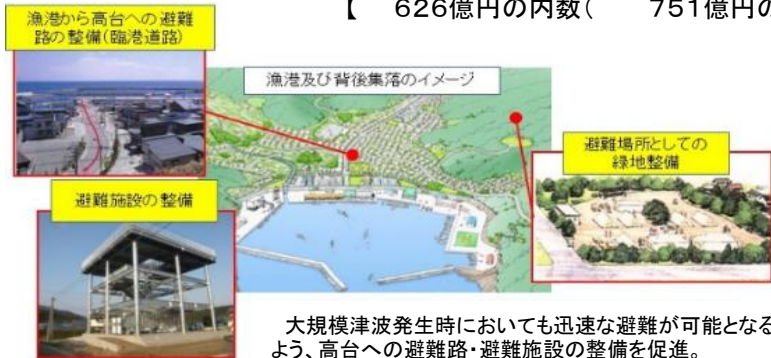 【　626億円の内数(　　751億円の
漁港から高台への避難
路の整備(臨港道路)
漁港及び背後集落のイメージ
避難場所としての
緑地整備
避難施設の整備
大規模津波発生時においても迅速な避難が可能となる
よう、高台への避難路・避難施設の整備を促進。